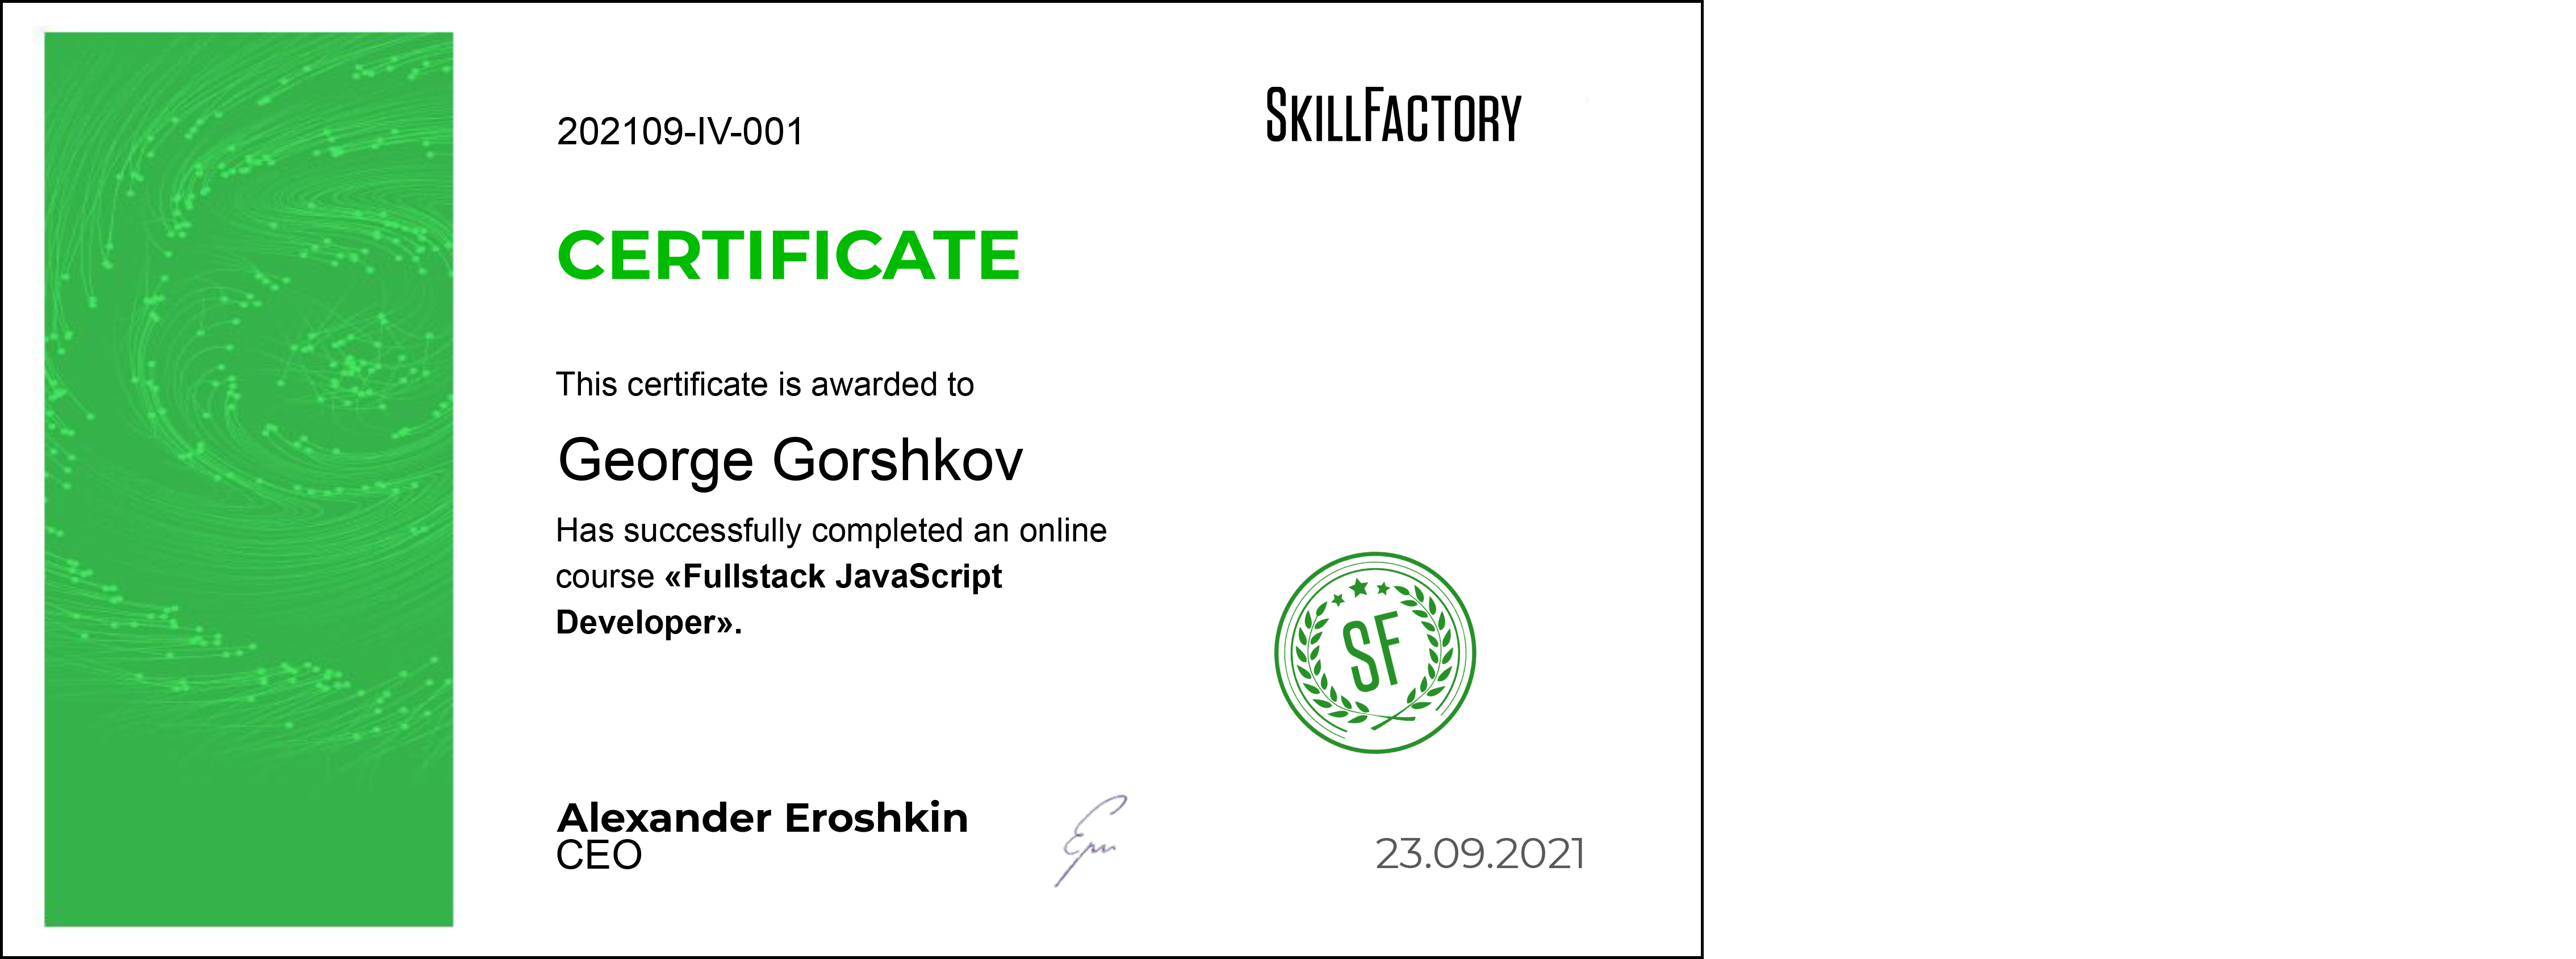 202109-IV-001
SKILLFACTORY
CERTIFICATE
This certificate is awarded to
George Gorshkov
Has successfully completed an online
course «Fullstack JavaScript
Developer».
SF
Alexander Eroshkin
CEO
23.09.2021